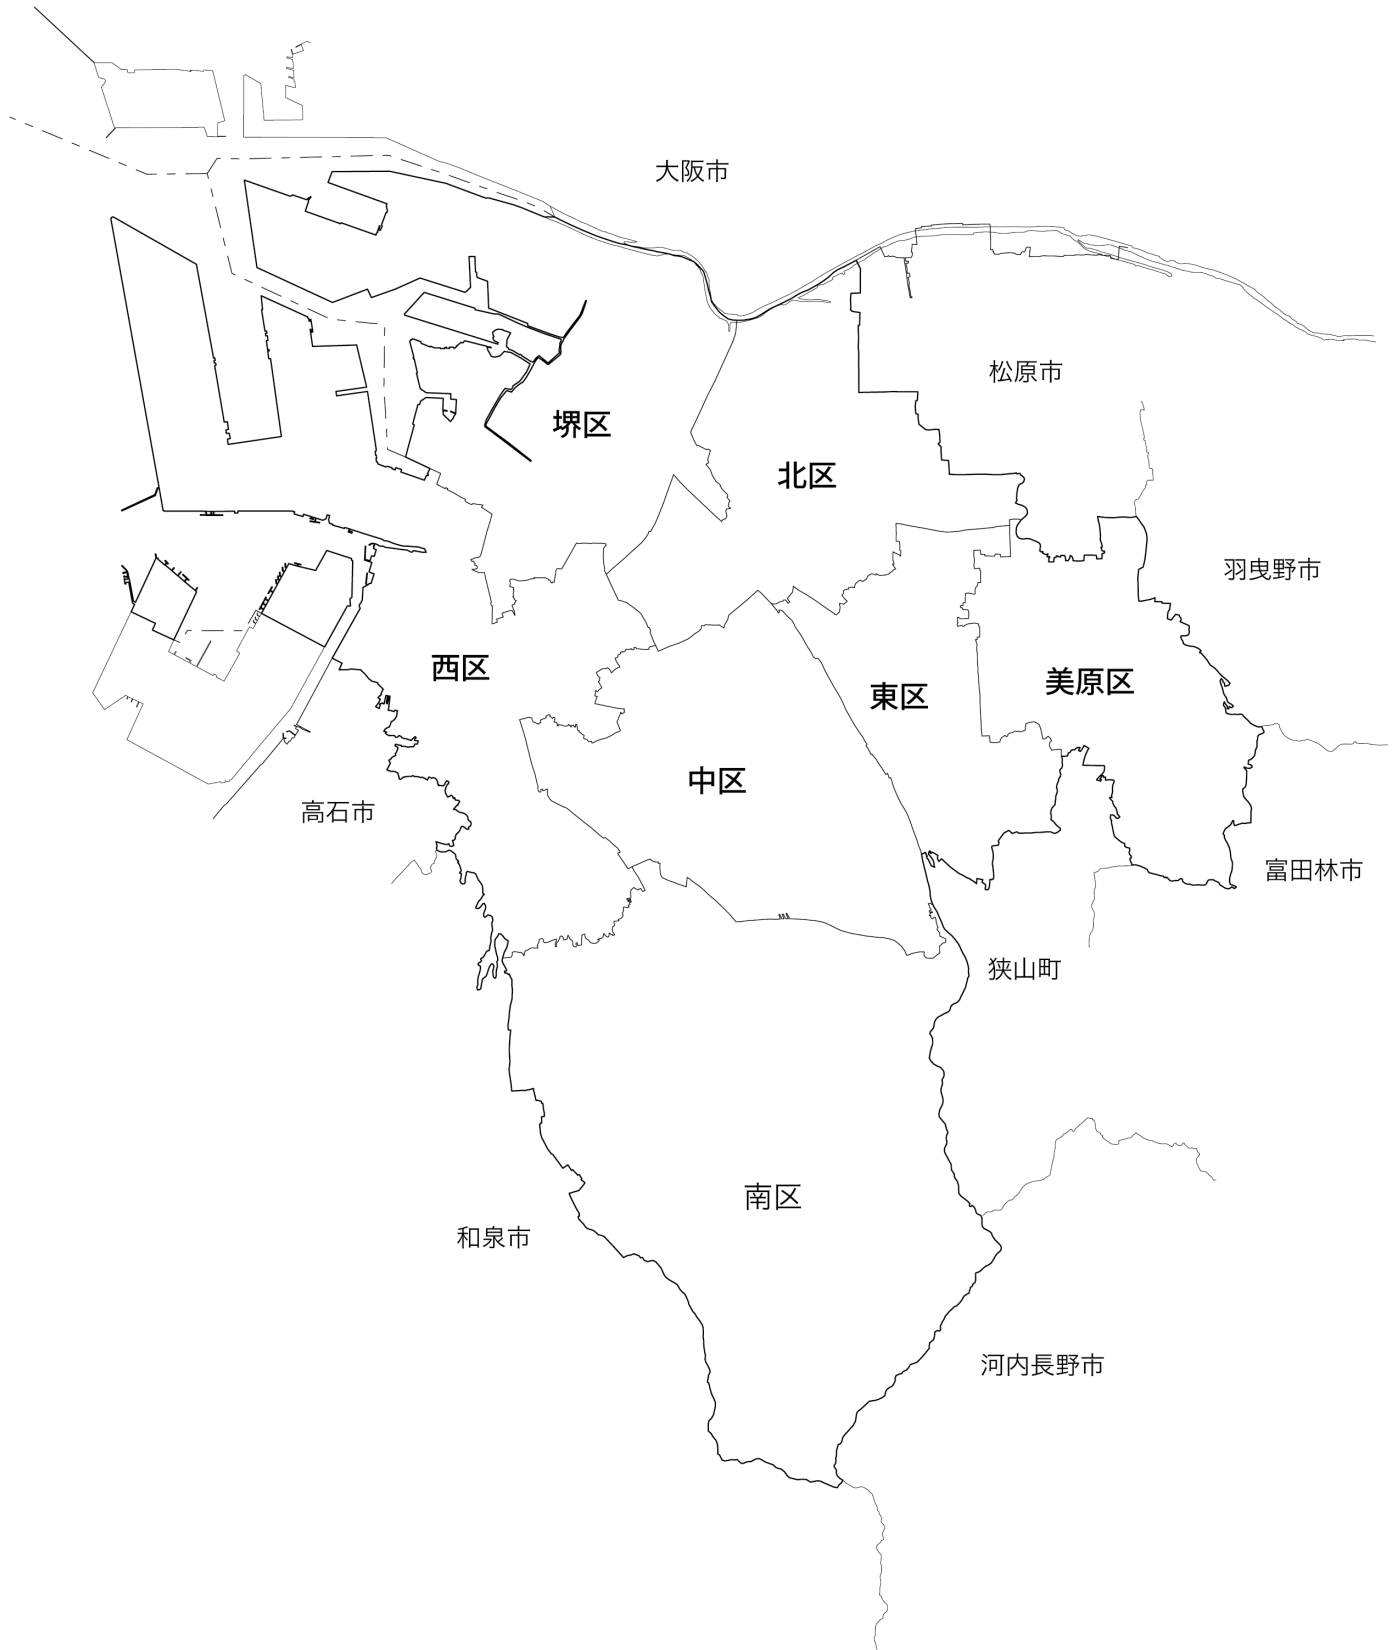 大阪市
松原市
堺区
北区
羽曳野市
西区
美原区
東区
中区
高石市
富田林市
狭山町
南区
和泉市
河内長野市